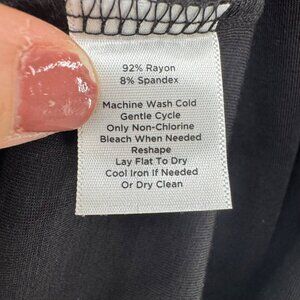 92% Rayon
8% Spandex
Machine Wash Cold
Gentle Cycle
Only Non-Chlorine
Bleach When Needed
Reshape
Lay Flat To Dry
Cool Iron If Needed
Or Dry Clean